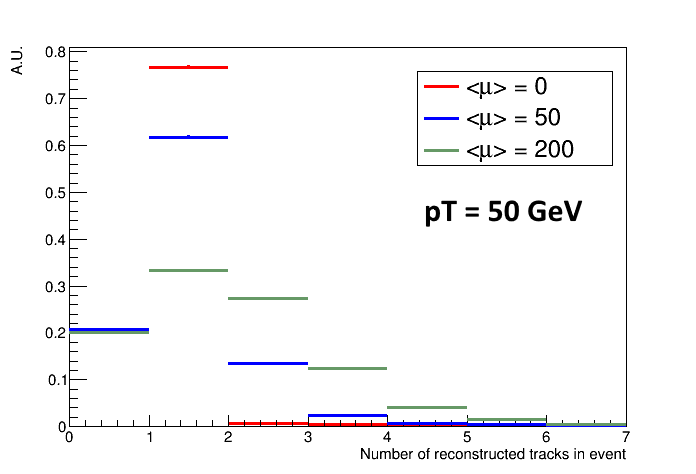 A.U.
0.8
0.7
0.6
0.5
0.4
0.3
0.2
0.1
0
<μ> = 0
<μ> = 50
<μ> = 200
pT = 50 GeV
0 1 2 3 4 5 6 7
Number of reconstructed tracks in event